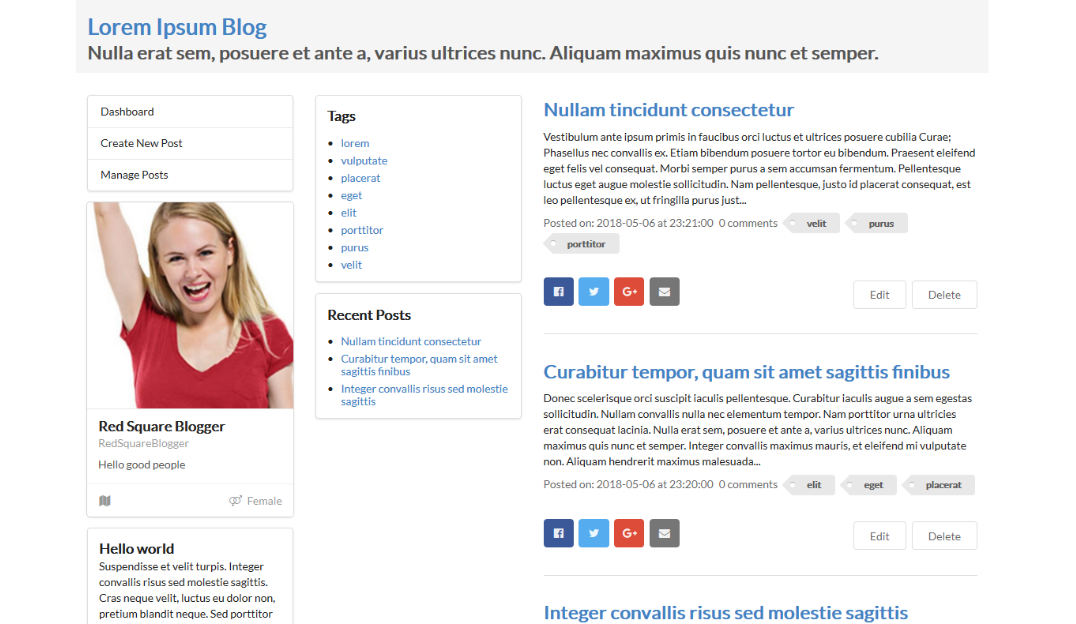 Lorem Ipsum Blog
Nulla erat sem, posuere et ante a, varius ultrices nunc. Aliquam maximus quis nunc et semper.
Dashboard
Create New Post
Manage Posts
Red Square Blogger
RedSquareBlogger
Hello good people
Female
Hello world
Suspendisse et velit turpis. Integer
convallis risus sed molestie sagittis.
Cras neque velit, luctus eu dolor non,
pretium blandit neque. Sed porttitor
Tags
lorem
vulputate
placerat
eget
elit
porttitor
purus
velit
Recent Posts
Nullam tincidunt consectetur
Curabitur tempor, quam sit amet
sagittis finibus
Integer convallis risus sed molestie
sagittis
Nullam tincidunt consectetur
Vestibulum ante ipsum primis in faucibus orci luctus et ultrices posuere cubilia Curae;
Phasellus nec convallis ex. Etiam bibendum posuere tortor eu bibendum. Praesent eleifend
eget felis vel consequat. Morbi semper purus a sem accumsan fermentum. Pellentesque
luctus eget augue molestie sollicitudin. Nam pellentesque, justo id placerat consequat, est
leo pellentesque ex, ut fringilla purus just...
Posted on: 2018-05-06 at 23:21:00 0 comments velit purus
porttitor
G+ Edit Delete
Curabitur tempor, quam sit amet sagittis finibus
Donec scelerisque orci suscipit iaculis pellentesque. Curabitur iaculis augue a sem egestas
sollicitudin. Nullam convallis nulla nec elementum tempor. Nam porttitor urna ultricies
erat consequat lacinia. Nulla erat sem, posuere et ante a, varius ultrices nunc. Aliquam
maximus quis nunc et semper. Integer convallis maximus mauris, et eleifend mi vulputate
non. Aliquam hendrerit maximus malesuada...
Posted on: 2018-05-06 at 23:20:00 0 comments elit eget placerat
G+ Edit Delete
Integer convallis risus sed molestie sagittis